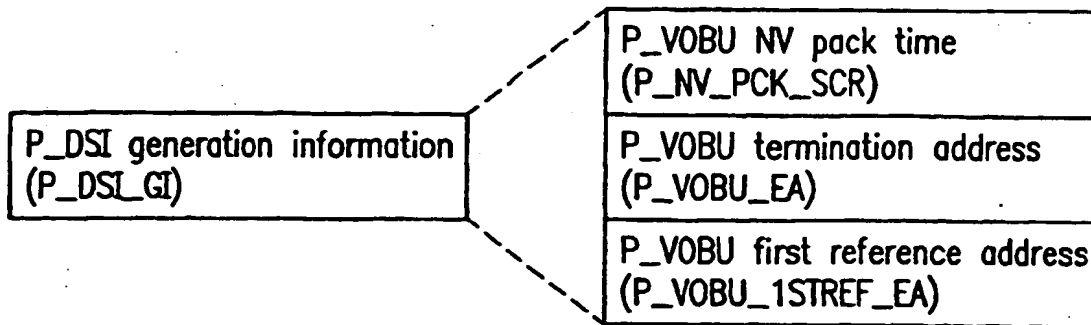 P_DSI generation information
(P_DSI_GI)
P_VOBU NV pack time
(P_NV_PCK_SCR)
P_VOBU termination address
(P_VOBU_EA)
P_VOBU first reference address
(P_VOBU_1STREF_EA)